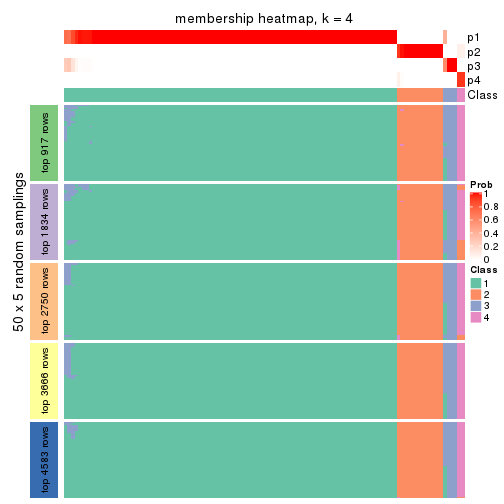 membership heatmap, k = 4
p1
p2
p3
p4
Class
50 x 5 random samplings
top 917 rows
top 1834 rows
top 2750 rows
top 3666 rows
top 4583 rows
Prob
1
0.8
0.6
0.4
0.2
0
Class
1
2
3
4